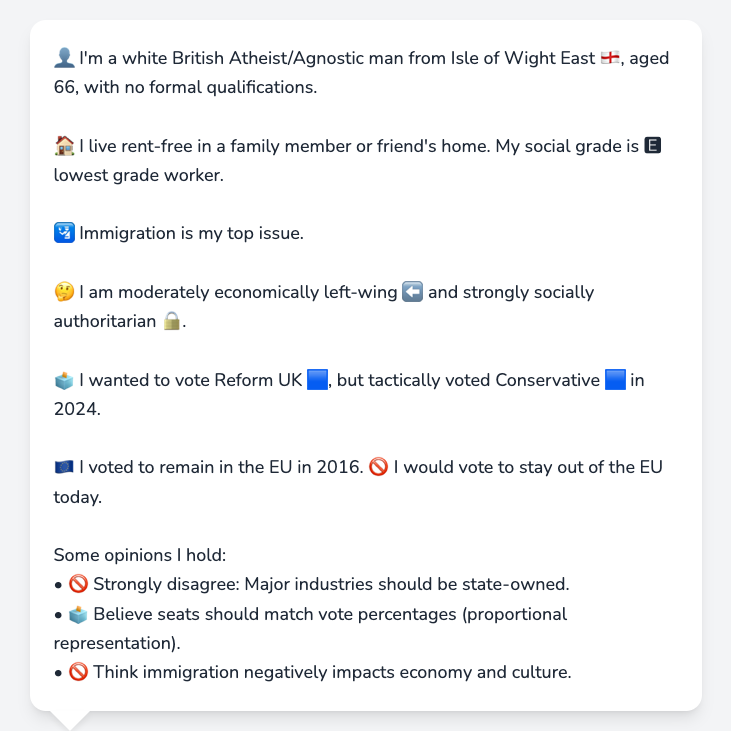 👤 I'm a white British Atheist/Agnostic man from Isle of Wight East 🏴󠁧󠁢󠁥󠁮󠁧󠁿, aged
66, with no formal qualifications.
🏠 I live rent-free in a family member or friend's home. My social grade is 🅴
lowest grade worker.
🛂 Immigration is my top issue.
🤔 I am moderately economically left-wing ⬅️ and strongly socially
authoritarian 🔒.
🗳️ I wanted to vote Reform UK 🟦, but tactically voted Conservative 🟦 in
2024.
🇪🇺 I voted to remain in the EU in 2016. 🚫 I would vote to stay out of the EU
today.
Some opinions I hold:
• 🚫 Strongly disagree: Major industries should be state-owned.
• 🗳️ Believe seats should match vote percentages (proportional
representation).
• 🚫 Think immigration negatively impacts economy and culture.